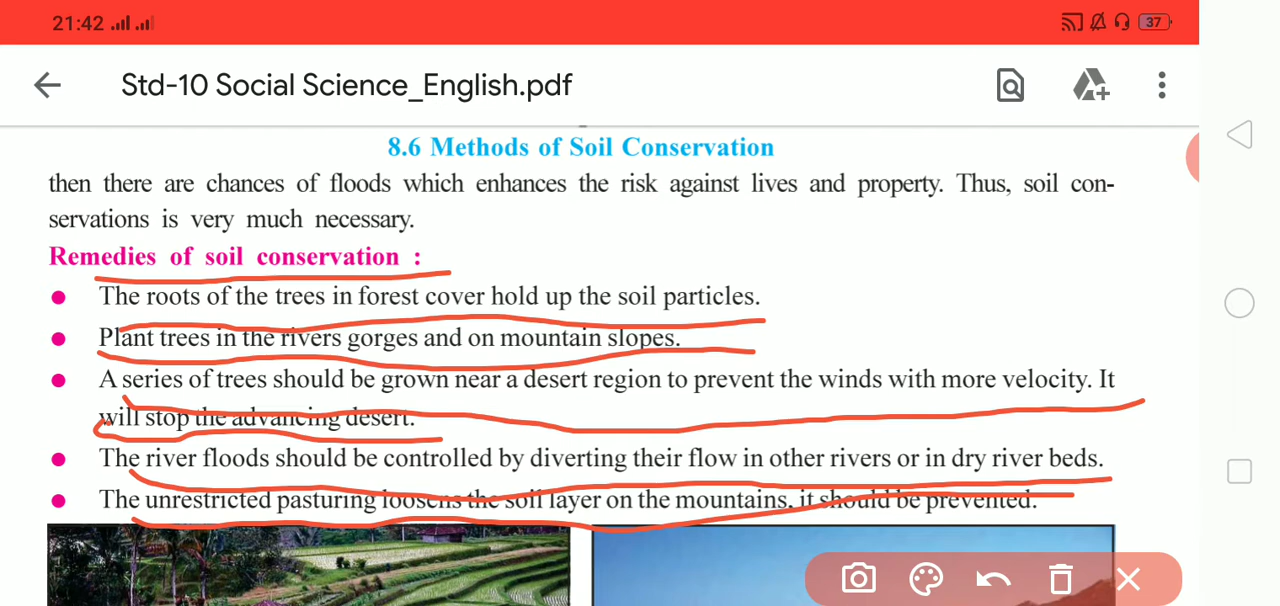 21:42
37
Std-10 Social Science_English.pdf
8.6 Methods of Soil Conservation
then there are chances of floods which enhances the risk against lives and property. Thus, soil con-
servations is very much necessary.
Remedies of soil conservation :
● The roots of the trees in forest cover hold up the soil particles.
● Plant trees in the rivers gorges and on mountain slopes.
● A series of trees should be grown near a desert region to prevent the winds with more velocity. It
will stop the advancing desert.
● The river floods should be controlled by diverting their flow in other rivers or in dry river beds.
● The unrestricted pasturing loosens the soil layer on the mountains, it should be prevented.